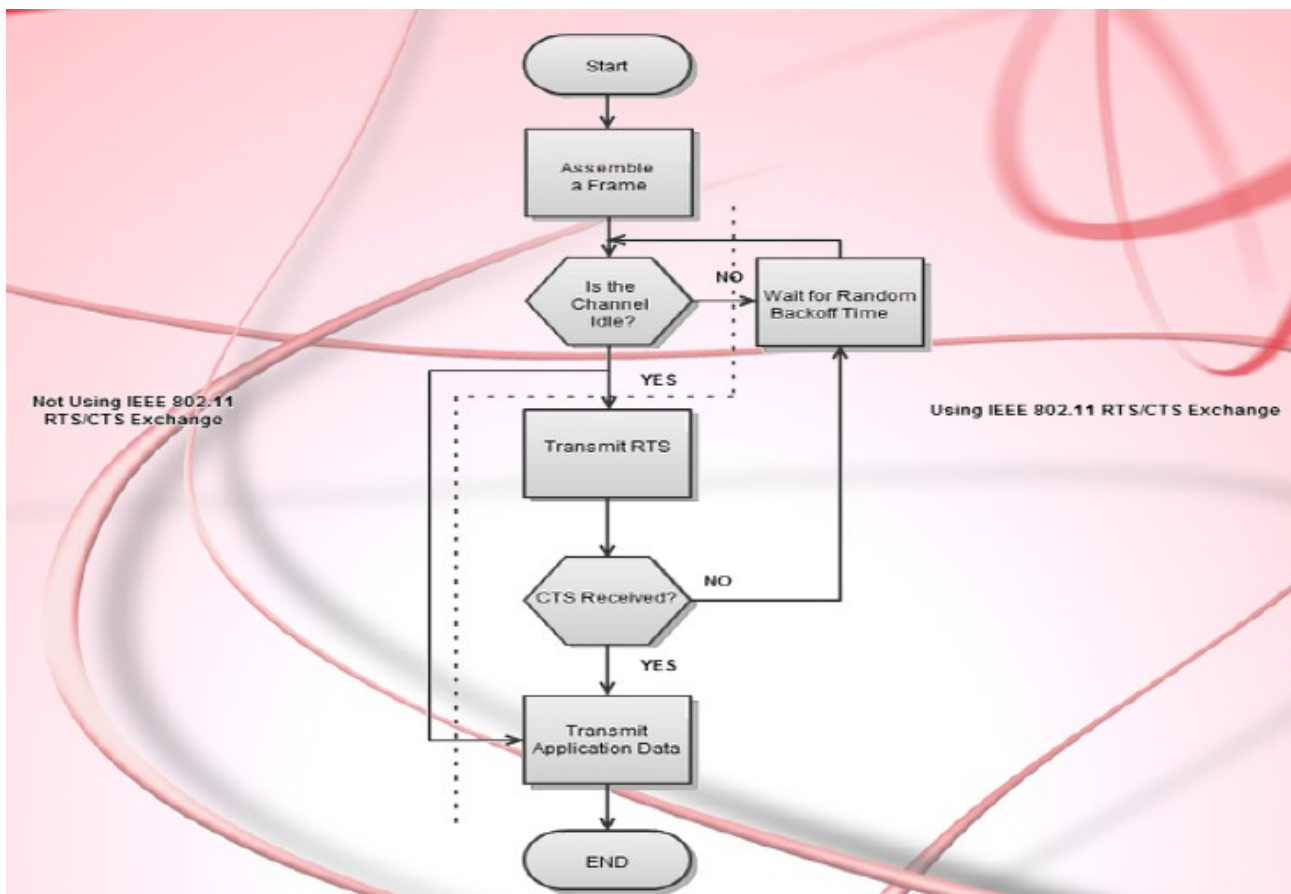 Start
Assemble
a Frame
Is the
Channel
Idle?
NO
Wait for Random
Backoff Time
YES
Not Using IEEE 802.11
RTS/CTS Exchange
Using IEEE 802.11 RTS/CTS Exchange
Transmit RTS
CTS Received?
NO
YES
Transmit
Application Data
END